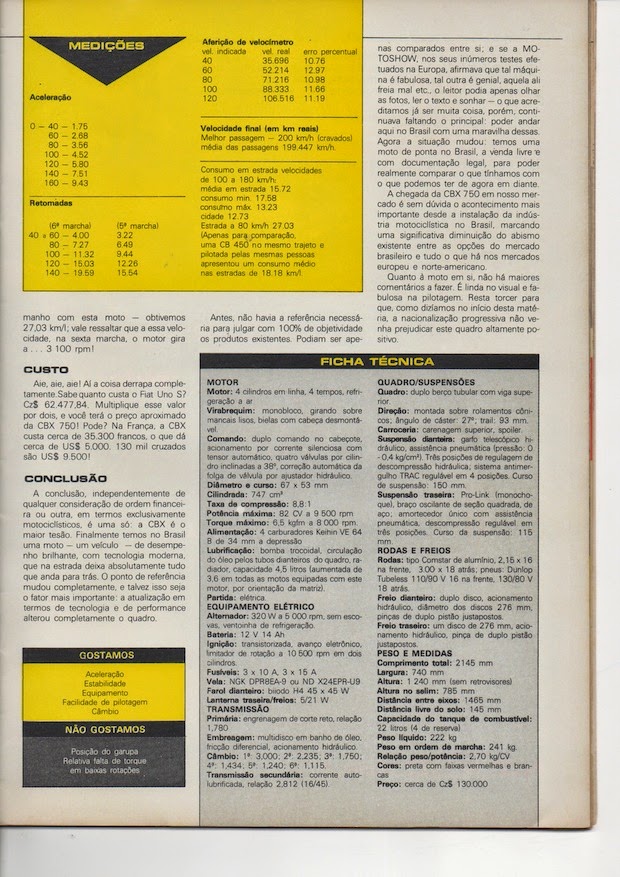 MEDIÇÕES
Aceleração
0 — 40 — 1.75
60 — 2.68
80 — 3.56
100 — 4.52
120 — 5.80
140 — 7.51
160 — 9.43
Retomadas
(6ª marcha) (5ª marcha)
40 a 60 — 4.00 3.22
80 — 7.27 6.49
100 — 11.32 9.44
120 — 15.03 12.26
140 — 19.59 15.54
Aferição de velocímetro
vel. indicada vel. real erro percentual
40 35.696 10.76
60 52.214 12.97
80 71.216 10.98
100 88.333 11.66
120 106.516 11.19
Velocidade final (em km reais)
Melhor passagem — 200 km/h (cravados)
média das passagens 199.447 km/h.
Consumo em estrada velocidades
de 100 a 180 km/h:
média em estrada 15.72
consumo min. 17.58
consumo máx. 13.23
cidade 12.73
Estrada a 80 km/h 27.03
(Apenas para comparação,
uma CB 450 no mesmo trajeto e
pilotada pelas mesmas pessoas
apresentou um consumo médio
nas estradas de 18.18 km/l
manho com esta moto — obtivemos
27,03 km/l; vale ressaltar que a essa velo-
cidade, na sexta marcha, o motor gira
a . . . 3 100 rpm!
CUSTO
Aie, aie, aie! Aí a coisa derrapa comple-
tamente. Sabe quanto custa o Fiat Uno S?
Cz$ 62.477,84. Multiplique esse valor
por dois, e você terá o preço aproximado
da CBX 750! Pode? Na França, a CBX
custa cerca de 35.300 francos, o que dá
cerca de US$ 5.000. 130 mil cruzados
são US$ 9.500!
CONCLUSÃO
A conclusão, independentemente de
qualquer consideração de ordem financei-
ra ou outra, em termos exclusivamente
motociclísticos, é uma só: a CBX é o
maior tesão. Finalmente temos no Brasil
uma moto — um veículo — de desempe-
nho brilhante, com tecnologia moderna,
que na estrada deixa absolutamente tudo
que anda para trás. O ponto de referência
mudou completamente, e talvez isso seja
o fator mais importante: a atualização em
termos de tecnologia e de performance
alterou completamente o quadro.
Antes, não havia a referência necessá-
ria para julgar com 100% de objetividade
os produtos existentes. Podiam ser ape-
nas comparados entre si; e se a MO-
TOSHOW, nos seus inúmeros testes efe-
tuados na Europa, afirmava que tal máqui-
na é fabulosa, tal outra é genial, aquela ali
freia mal etc., o leitor podia apenas olhar
as fotos, ler o texto e sonhar — o que acre-
ditamos já ser muita coisa, porém, conti-
nuava faltando o principal: poder andar
aqui no Brasil com uma maravilha dessas.
Agora a situação mudou: temos uma
moto de ponta no Brasil, a venda livre e
com documentação legal, para poder
realmente comparar o que tínhamos com
o que podemos ter de agora em diante.
A chegada da CBX 750 em nosso mer-
cado é sem dúvida o acontecimento mais
importante desde a instalação da indús-
tria motociclística no Brasil, marcando
uma significativa diminuição do abismo
existente entre as opções do mercado
brasileiro e tudo o que há nos mercados
europeu e norte-americano.
Quanto à moto em si, não há maiores
comentários a fazer. É linda no visual e fa-
bulosa na pilotagem. Resta torcer para
que, como dizíamos no início desta maté-
ria, a nacionalização progressiva não ve-
nha prejudicar este quadro altamente po-
sitivo.
GOSTAMOS
Aceleração
Estabilidade
Equipamento
Facilidade de pilotagem
Câmbio
NÃO GOSTAMOS
Posição do garupa
Relativa falta de torque
em baixas rotações
FICHA TÉCNICA
MOTOR
Motor: 4 cilindros em linha, 4 tempos, refri-
geração a ar
Virabrequim: monobloco, girando sobre
mancais lisos, bielas com cabeça desmontá-
vel.
Comando: duplo comando no cabeçote,
acionamento por corrente silenciosa com
tensor automático, quatro válvulas por cilin-
dro inclinadas a 38º, correção automática da
folga de válvula por ajustador hidráulico.
Diâmetro e curso: 67 x 53 mm
Cilindrada: 747 cm³
Taxa de compressão: 8,8:1
Potência máxima: 82 CV a 9 500 rpm
Torque máximo: 6,5 kgfm a 8 000 rpm.
Alimentação: 4 carburadores Keihin VE 64
B de 34 mm a depressão
Lubrificação: bomba trocoidal, circulação
do óleo pelos tubos dianteiros do quadro, ra-
diador, capacidade 4,5 litros (aumentada de
3,6 em todas as motos equipadas com este
motor, por orientação da matriz).
Partida: elétrica.
EQUIPAMENTO ELÉTRICO
Alternador: 320 W a 5 000 rpm, sem esco-
vas, ventoinha de refrigeração.
Bateria: 12 V 14 Ah
Ignição: transistorizada, avanço eletrônico,
limitador de rotação a 10 500 rpm em dois
cilindros.
Fusíveis: 3 x 10 A, 3 x 15 A
Vela: NGK DPR8EA-9 ou ND X24EPR-U9
Farol dianteiro: biiodo H4 45 x 45 W
Lanterna traseira/freios: 5/21 W
TRANSMISSÃO
Primária: engrenagem de corte reto, relação
1,780
Embreagem: multidisco em banho de óleo,
fricção diferencial, acionamento hidráulico
Câmbio: 1ª 3,000; 2ª 2,235; 3ª 1,750;
4ª: 1,434; 5ª: 1,240; 6ª: 1,115.
Transmissão secundária: corrente auto-
lubrificada, relação 2,812 (16/45).
QUADRO/SUSPENSÕES
Quadro: duplo berço tubular com viga supe-
rior.
Direção: montada sobre rolamentos côni-
cos; ângulo de cáster: 27º, trail: 93 mm.
Carroceria: carenagem superior, spoiler.
Suspensão dianteira: garfo telescópico hi-
dráulico, assistência pneumática (pressão: 0
- 0,4 kg/cm²). Três posições de regulagem de
descompressão hidráulica; sistema antimer-
gulho TRAC regulável em 4 posições. Curso
de suspensão: 150 mm.
Suspensão traseira: Pro-Link (monocho-
que), braço oscilante de seção quadrada, de
aço; amortecedor único com assistência
pneumática, descompressão regulável em
três posições. Curso da suspensão: 115
mm.
RODAS E FREIOS
Rodas: tipo Comstar de alumínio, 2,15 x 16
na frente, 3.00 x 18 atrás; pneus: Dunlop
Tubeless 110/90 V 16 na frente, 130/80 V
18 atrás.
Freio dianteiro: duplo disco, acionamento
hidráulico, diâmetro dos discos 276 mm,
pinças de duplo pistão justapostos.
Freio traseiro: um disco de 276 mm, acio-
namento hidráulico, pinça de duplo pistão
justapostos.
PESO E MEDIDAS
Comprimento total: 2145 mm
Largura: 740 mm
Altura: 1 240 mm (sem retrovisores)
Altura no selim: 785 mm
Distância entre eixos: 1465 mm
Distância livre do solo: 145 mm
Capacidade do tanque de combustível:
22 litros (4 de reserva)
Peso líquido: 222 kg
Peso em ordem de marcha: 241 kg.
Relação peso/potência: 2,70 kg/CV
Cores: preta com faixas vermelhas e bran-
cas
Preço: cerca de Cz$ 130.000